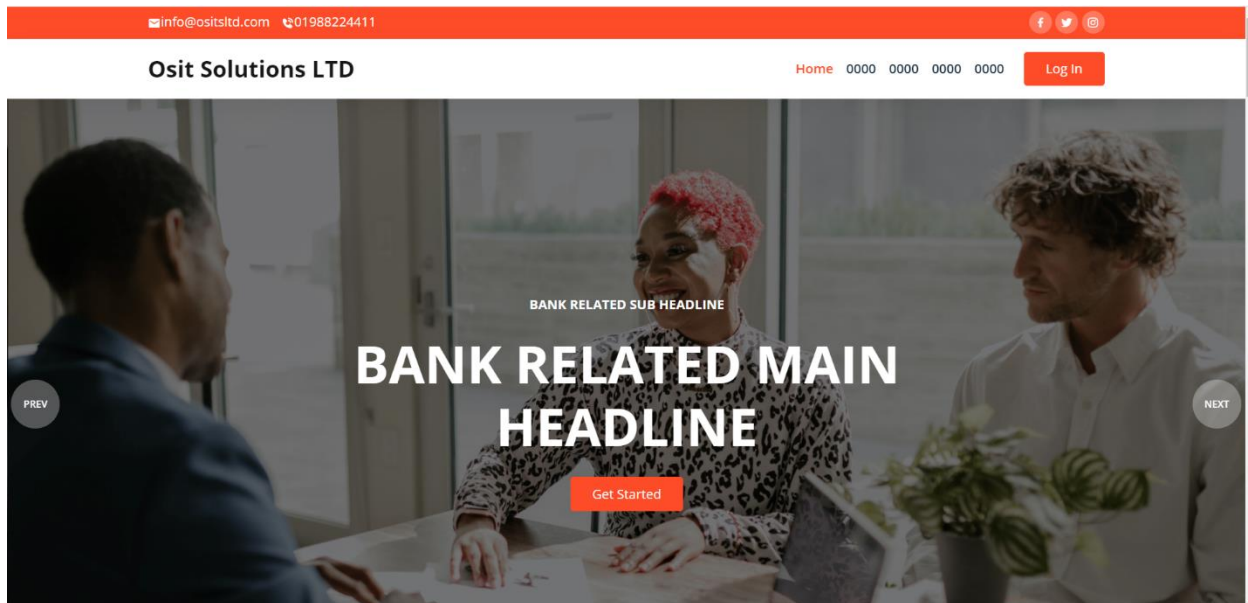 info@ositsltd.com 01988224411
Osit Solutions LTD
Home 0000 0000 0000 0000 Log In
BANK RELATED SUB HEADLINE
BANK RELATED MAIN
HEADLINE
PREV
NEXT
Get Started